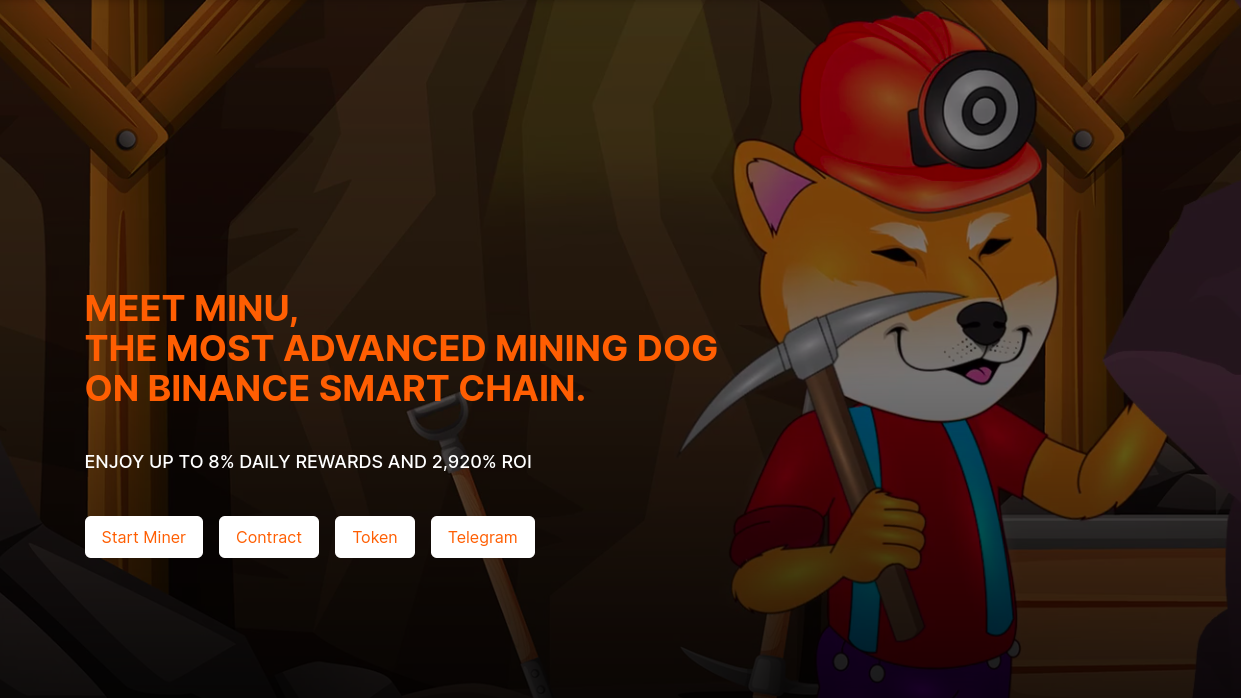 MEET MINU,
THE MOST ADVANCED MINING DOG
ON BINANCE SMART CHAIN.
ENJOY UP TO 8% DAILY REWARDS AND 2,920% ROI
Start Miner
Contract
Token
Telegram